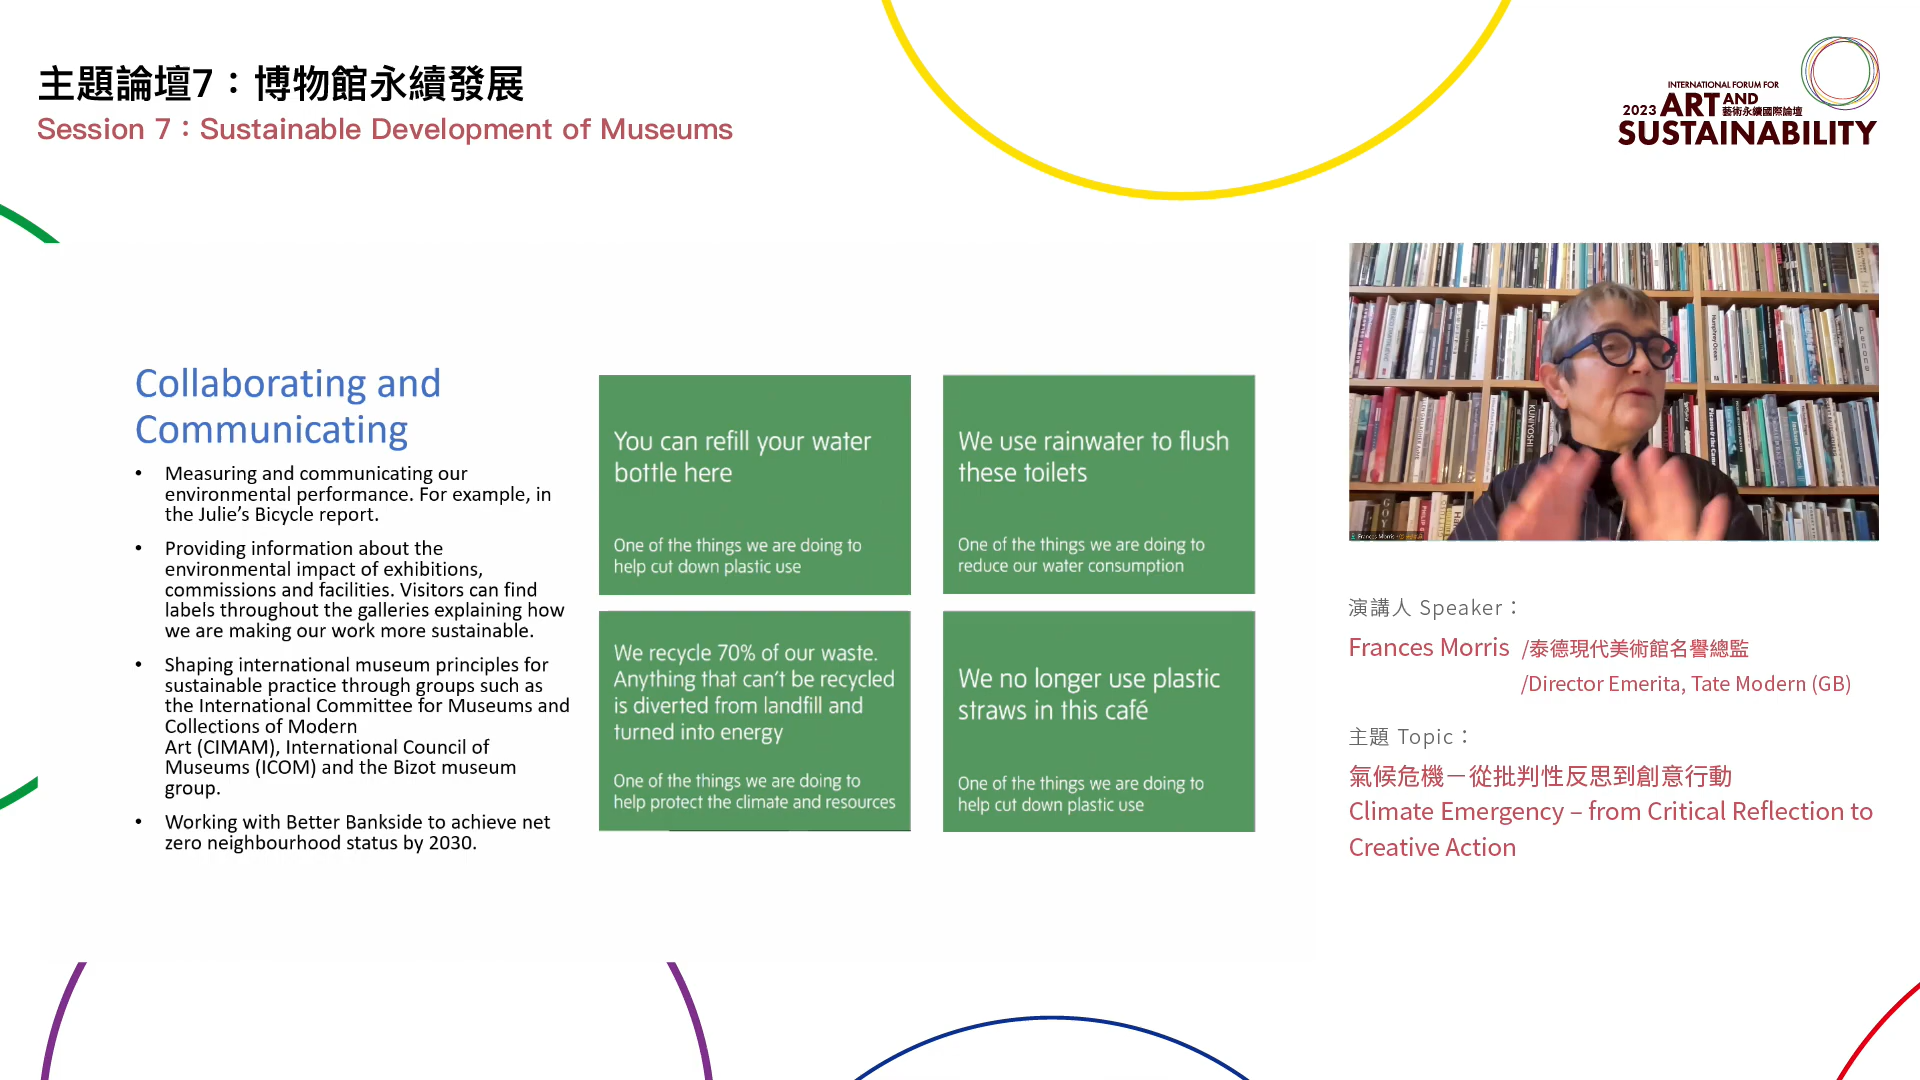 主題論壇7：博物館永續發展
Session 7：Sustainable Development of Museums
INTERNATIONAL FORUM FOR
2023 ART AND
藝術永續國際論壇
SUSTAINABILITY
Collaborating and
Communicating
• Measuring and communicating our
environmental performance. For example, in
the Julie’s Bicycle report.
• Providing information about the
environmental impact of exhibitions,
commissions and facilities. Visitors can find
labels throughout the galleries explaining how
we are making our work more sustainable.
• Shaping international museum principles for
sustainable practice through groups such as
the International Committee for Museums and
Collections of Modern
Art (CIMAM), International Council of
Museums (ICOM) and the Bizot museum
group.
• Working with Better Bankside to achieve net
zero neighbourhood status by 2030.
You can refill your water
bottle here
One of the things we are doing to
help cut down plastic use
We use rainwater to flush
these toilets
One of the things we are doing to
reduce our water consumption
We recycle 70% of our waste.
Anything that can’t be recycled
is diverted from landfill and
turned into energy
One of the things we are doing to
help protect the climate and resources
We no longer use plastic
straws in this café
One of the things we are doing to
help cut down plastic use
KUNIYOSHI
GOYA
Frances Morris
演講人 Speaker：
Frances Morris /泰德現代美術館名譽總監
/Director Emerita, Tate Modern (GB)
主題 Topic：
氣候危機－從批判性反思到創意行動
Climate Emergency – from Critical Reflection to
Creative Action